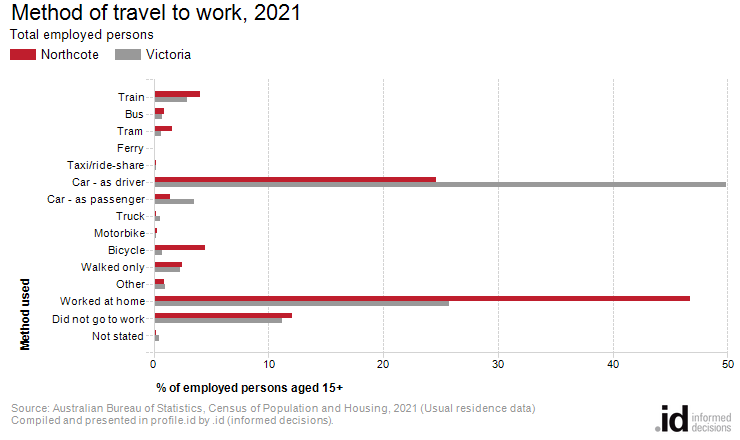 Method of travel to work, 2021
Total employed persons
Northcote Victoria
Train
Bus
Tram
Ferry
Taxi/ride-share
Car - as driver
Car - as passenger
Truck
Motorbike
Bicycle
Walked only
Other
Worked at home
Did not go to work
Not stated
Method used
0 10 20 30 40 50
% of employed persons aged 15+
Source: Australian Bureau of Statistics, Census of Population and Housing, 2021 (Usual residence data)
Compiled and presented in profile.id by .id (informed decisions).
.id informed
decisions